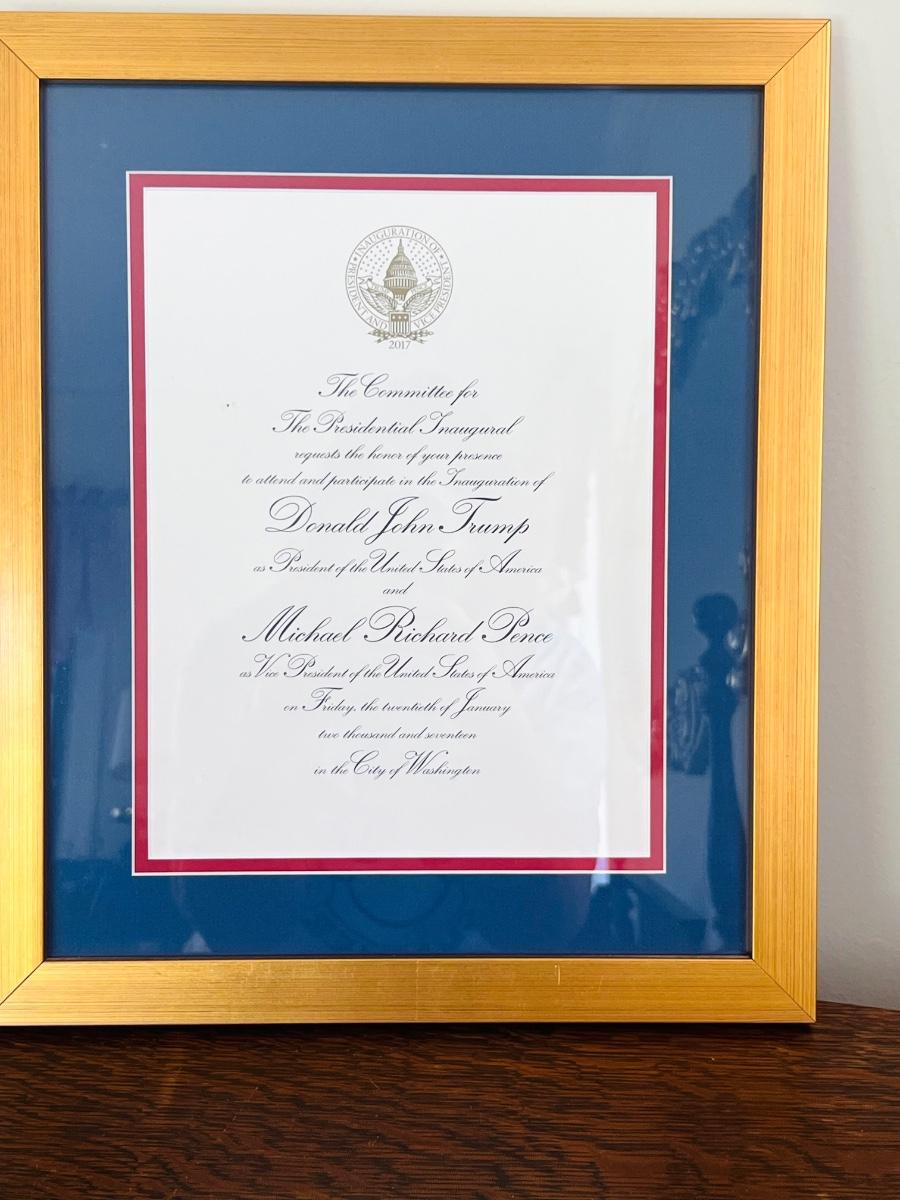 INAUGURATION OF
PRESIDENT AND VICE PRESIDENT
2017
The Committee for
The Presidential Inaugural
requests the honor of your presence
to attend and participate in the Inauguration of
Donald John Trump
as President of the United States of America
and
Michael Richard Pence
as Vice President of the United States of America
on Friday, the twentieth of January
two thousand and seventeen
in the City of Washington